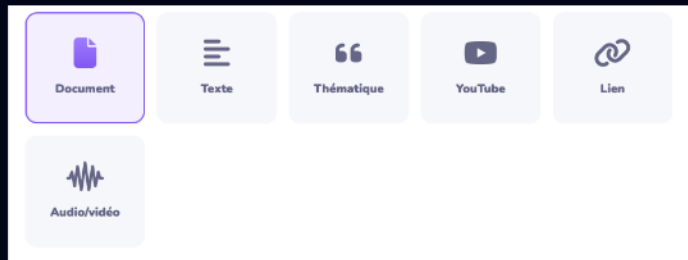 Document
Texte
Thématique
YouTube
Lien
Audio/vidéo